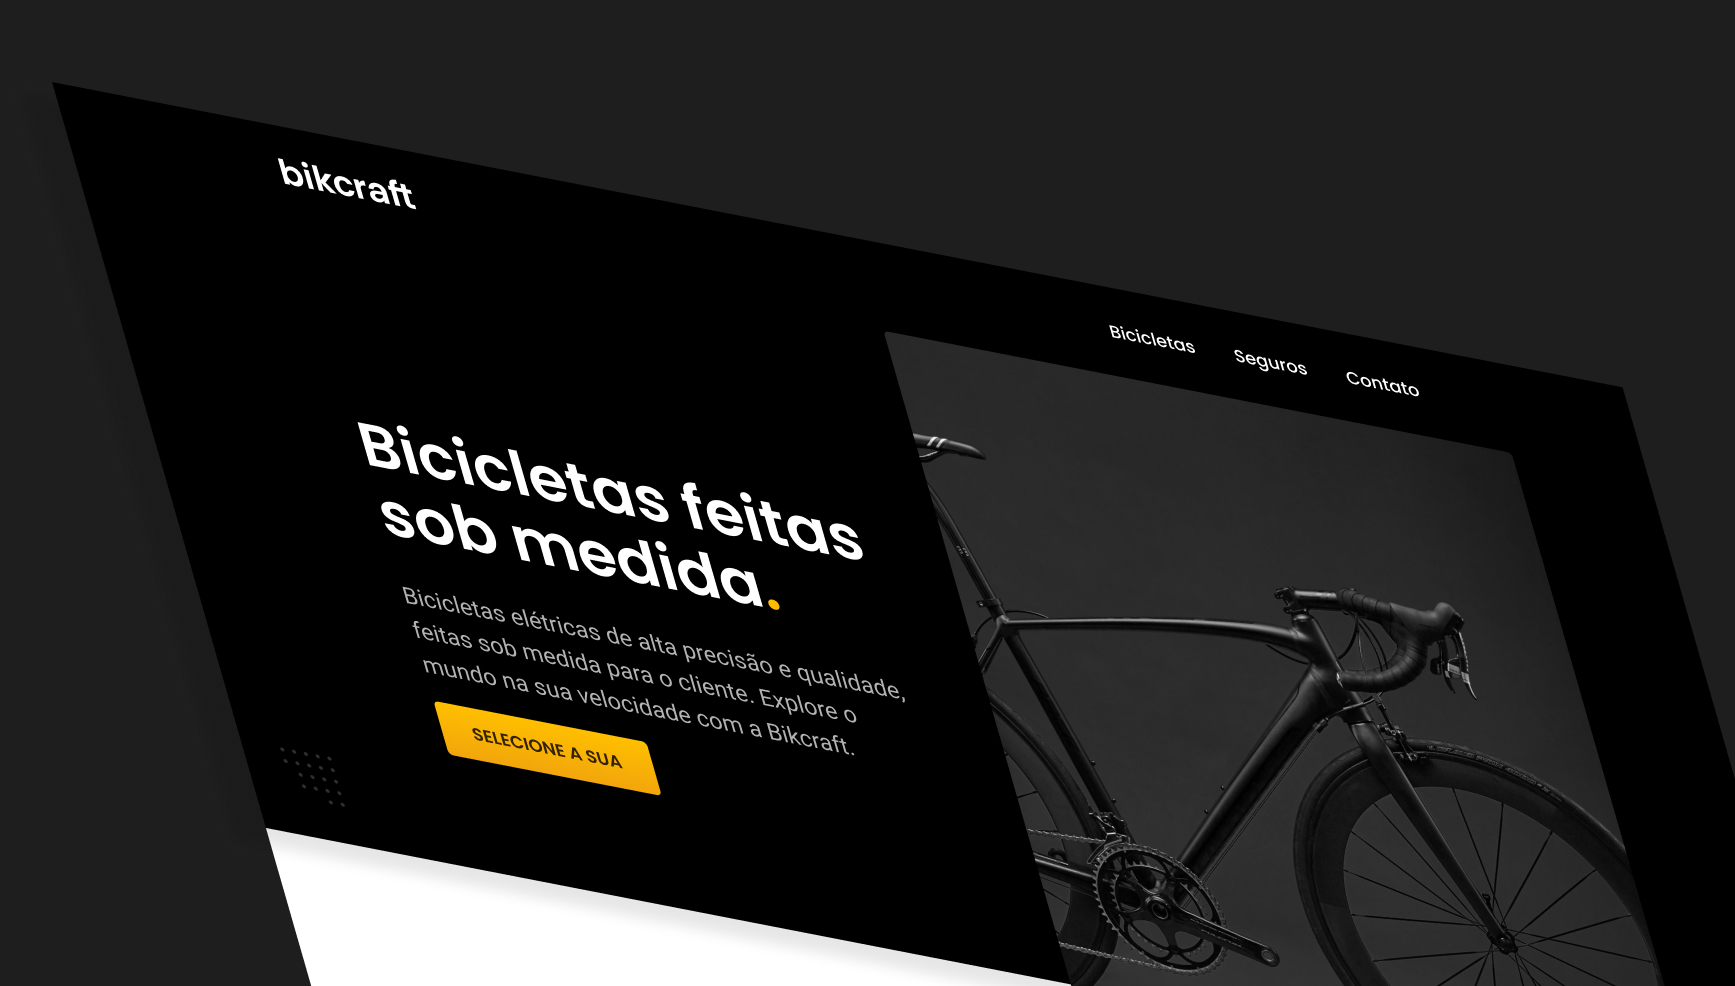 bikcraft
Bicicletas
Seguros
Contato
Bicicletas feitas
sob medida.
Bicicletas elétricas de alta precisão e qualidade,
feitas sob medida para o cliente. Explore o
mundo na sua velocidade com a Bikcraft.
SELECIONE A SUA